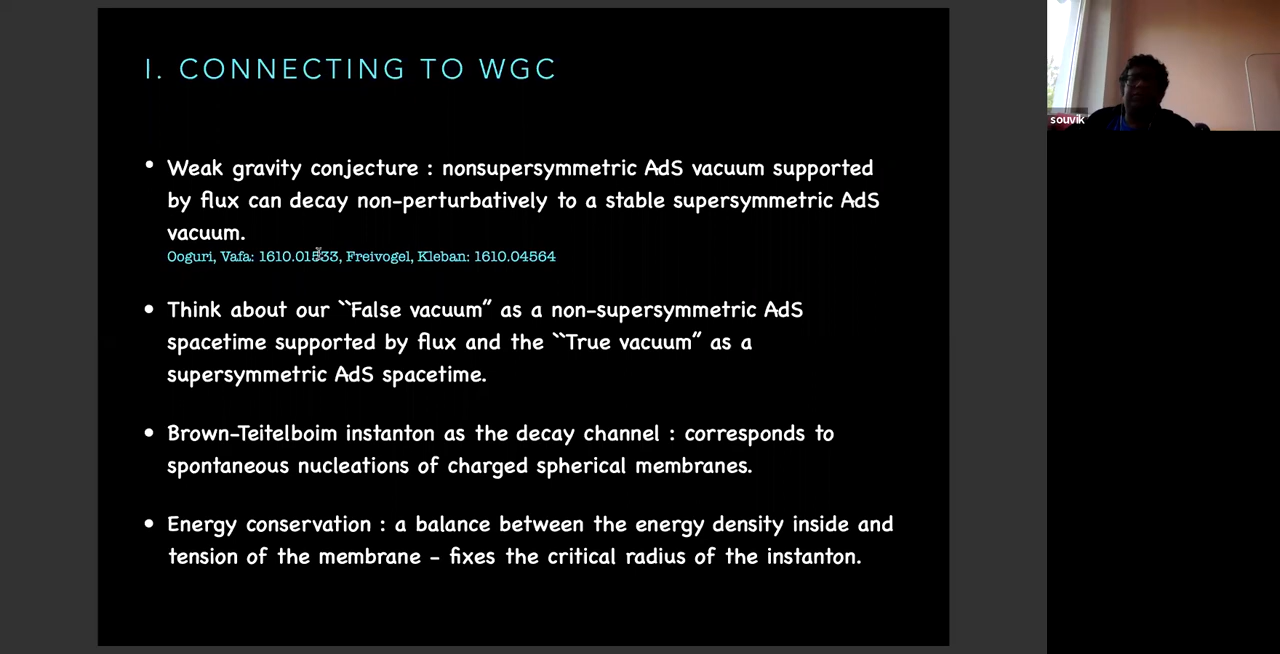 I. CONNECTING TO WGC
• Weak gravity conjecture : nonsupersymmetric AdS vacuum supported
by flux can decay non-perturbatively to a stable supersymmetric AdS
vacuum.
Ooguri, Vafa: 1610.01533, Freivogel, Kleban: 1610.04564
• Think about our ``False vacuum” as a non-supersymmetric AdS
spacetime supported by flux and the ``True vacuum” as a
supersymmetric AdS spacetime.
• Brown-Teitelboim instanton as the decay channel : corresponds to
spontaneous nucleations of charged spherical membranes.
• Energy conservation : a balance between the energy density inside and
tension of the membrane - fixes the critical radius of the instanton.
souvik